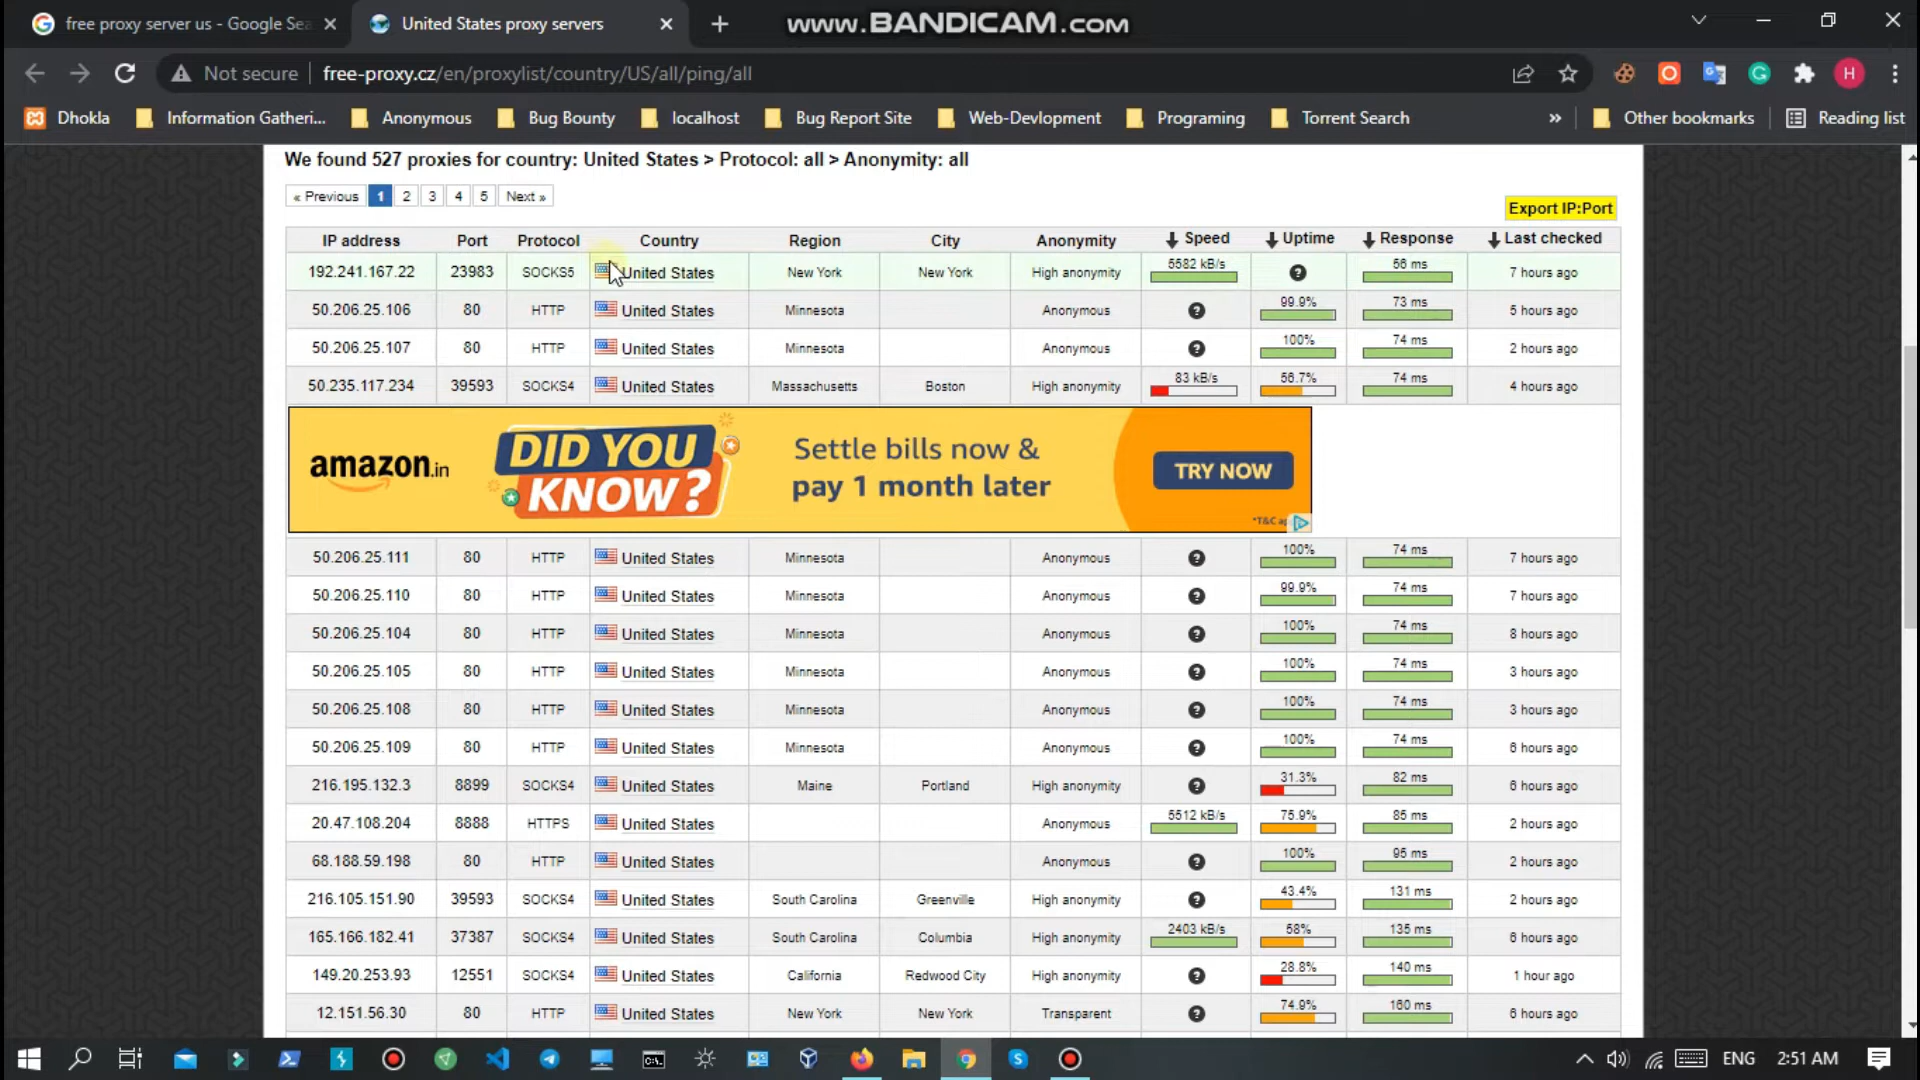 free proxy server us - Google Sea
United States proxy servers
www.BANDICAM.com
Not secure
free-proxy.cz/en/proxylist/country/US/all/ping/all
H
Dhokla
Information Gatheri...
Anonymous
Bug Bounty
localhost
Bug Report Site
Web-Devlopment
Programing
Torrent Search
»
Other bookmarks
Reading list
We found 527 proxies for country: United States > Protocol: all > Anonymity: all
« Previous 1 2 3 4 5 Next »
Export IP:Port
IP address Port Protocol Country Region City Anonymity Speed Uptime Response Last checked
192.241.167.22 23983 SOCKS5 United States New York New York High anonymity 5582 kB/s ? 56 ms 7 hours ago
50.206.25.106 80 HTTP United States Minnesota Anonymous ? 99.9% 73 ms 5 hours ago
50.206.25.107 80 HTTP United States Minnesota Anonymous ? 100% 74 ms 2 hours ago
50.235.117.234 39593 SOCKS4 United States Massachusetts Boston High anonymity 83 kB/s 56.7% 74 ms 4 hours ago
amazon.in
DID YOU
KNOW?
Settle bills now &
pay 1 month later
TRY NOW
50.206.25.111 80 HTTP United States Minnesota Anonymous ? 100% 74 ms 7 hours ago
50.206.25.110 80 HTTP United States Minnesota Anonymous ? 99.9% 74 ms 7 hours ago
50.206.25.104 80 HTTP United States Minnesota Anonymous ? 100% 74 ms 8 hours ago
50.206.25.105 80 HTTP United States Minnesota Anonymous ? 100% 74 ms 3 hours ago
50.206.25.108 80 HTTP United States Minnesota Anonymous ? 100% 74 ms 3 hours ago
50.206.25.109 80 HTTP United States Minnesota Anonymous ? 100% 74 ms 6 hours ago
216.195.132.3 8899 SOCKS4 United States Maine Portland High anonymity ? 31.3% 82 ms 6 hours ago
20.47.108.204 8888 HTTPS United States Anonymous 5512 kB/s 75.9% 85 ms 2 hours ago
68.188.59.198 80 HTTP United States Anonymous ? 100% 95 ms 2 hours ago
216.105.151.90 39593 SOCKS4 United States South Carolina Greenville High anonymity ? 43.4% 131 ms 2 hours ago
165.166.182.41 37387 SOCKS4 United States South Carolina Columbia High anonymity 2403 kB/s 58% 135 ms 6 hours ago
149.20.253.93 12551 SOCKS4 United States California Redwood City High anonymity ? 28.8% 140 ms 1 hour ago
12.151.56.30 80 HTTP United States New York New York Transparent ? 74.9% 160 ms 6 hours ago
ENG
2:51 AM